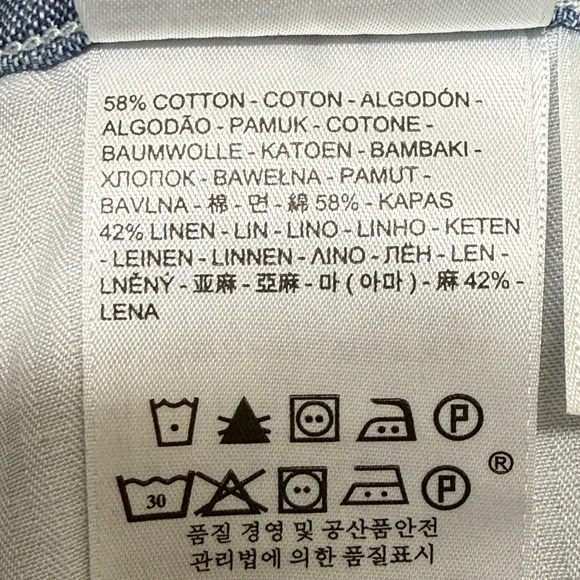 58% COTTON - COTON - ALGODÓN -
ALGODÃO - PAMUK - COTONE -
BAUMWOLLE - KATOEN - BAMBAKI -
ХЛОПОК - BAWEŁNA - PAMUT -
BAVLNA - 棉 - 면 - 綿 58% - KAPAS
42% LINEN - LIN - LINO - LINHO - KETEN
- LEINEN - LINNEN - ΛΙΝΟ - ЛЁН - LEN -
LNĚNÝ - 亚麻 - 亞麻 - 마 ( 아마 ) - 麻 42% -
LENA
P
®
30 P
품질 경영 및 공산품안전
관리법에 의한 품질표시